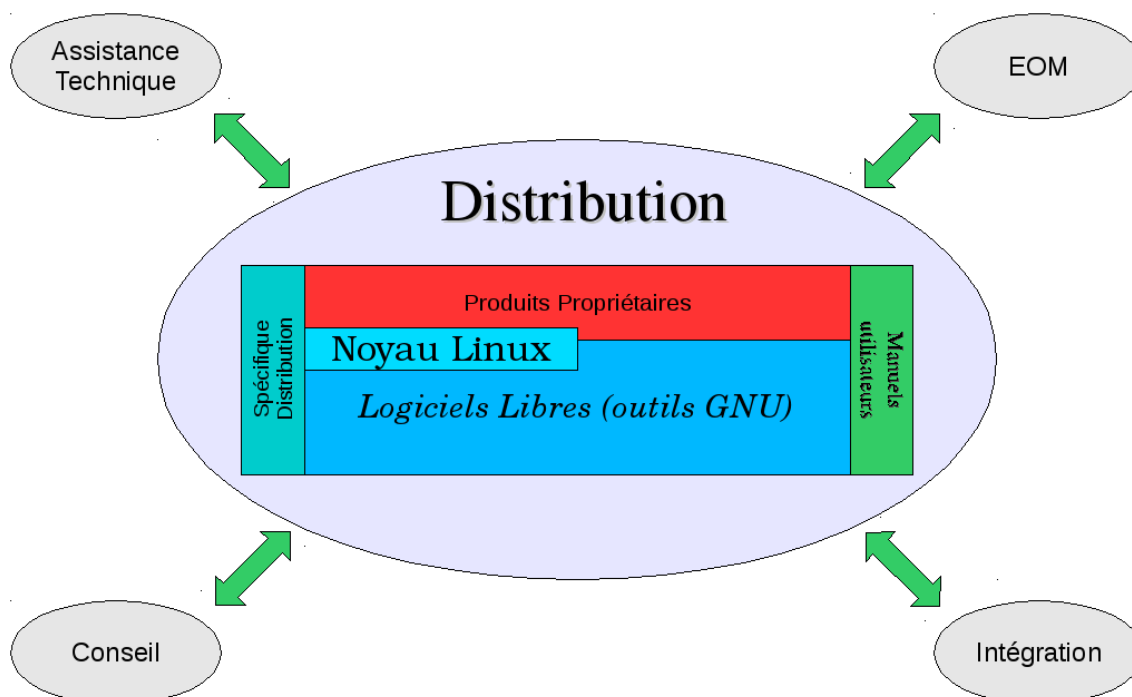 Assistance
Technique
EOM
Distribution
Spécifique
Distribution
Produits Propriétaires
Noyau Linux
Logiciels Libres (outils GNU)
Manuels
utilisateurs
Conseil
Intégration